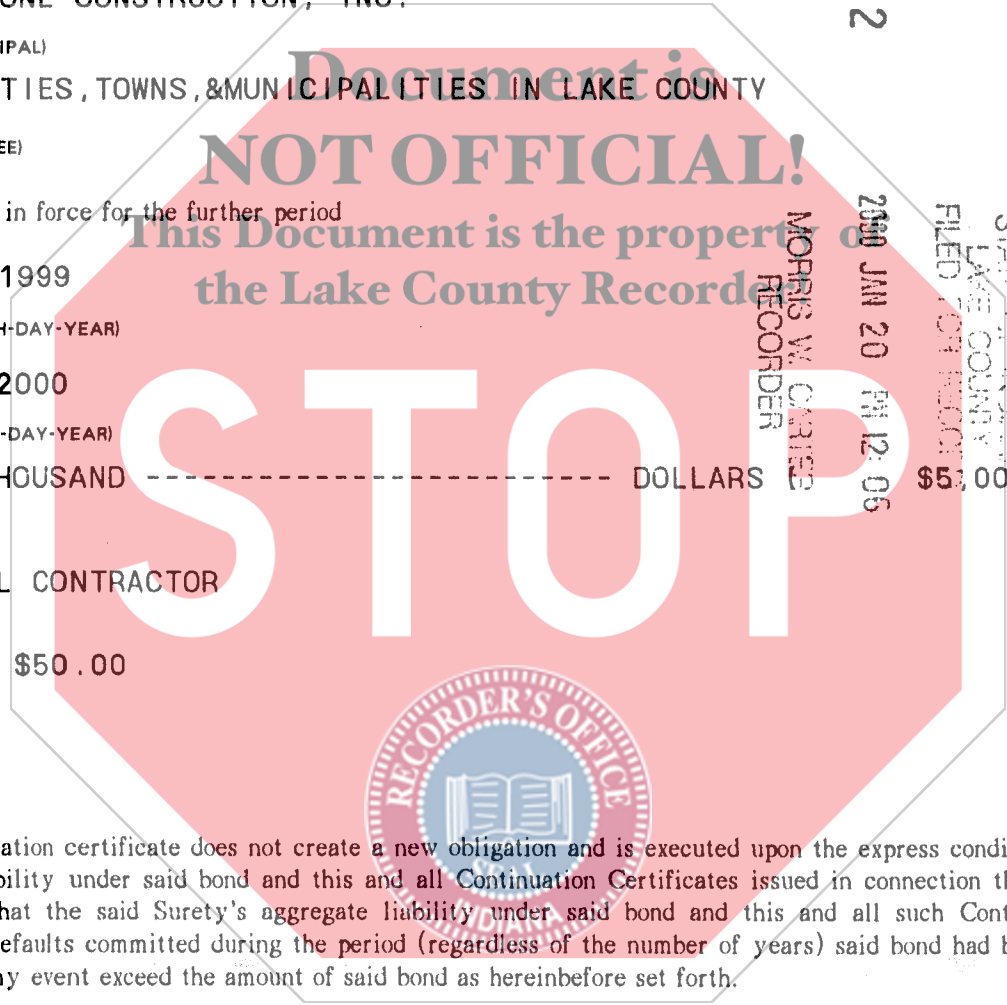 ONE CONSTRUCTION, INC.
2
IPAL)
TIES,TOWNS,&MUNICIPALITIES IN LAKE COUNTY
EE)
in force for the further period
1999
H-DAY-YEAR)
2000
-DAY-YEAR)
HOUSAND ---------------------------- DOLLARS ( $5,00
L CONTRACTOR
$50.00
ation certificate does not create a new obligation and is executed upon the express condi
bility under said bond and this and all Continuation Certificates issued in connection th
hat the said Surety's aggregate liability under said bond and this and all such Cont
efaults committed during the period (regardless of the number of years) said bond had b
ny event exceed the amount of said bond as hereinbefore set forth.
Document is
NOT OFFICIAL!
This Document is the property of
the Lake County Recorder!
STOP
RECORDER'S OFFICE
SEAL
INDIANA
LAKE COUNTY
FILED FOR RECORD
2000 JAN 20 PM 12: 06
MORRIS W. CARTER
RECORDER